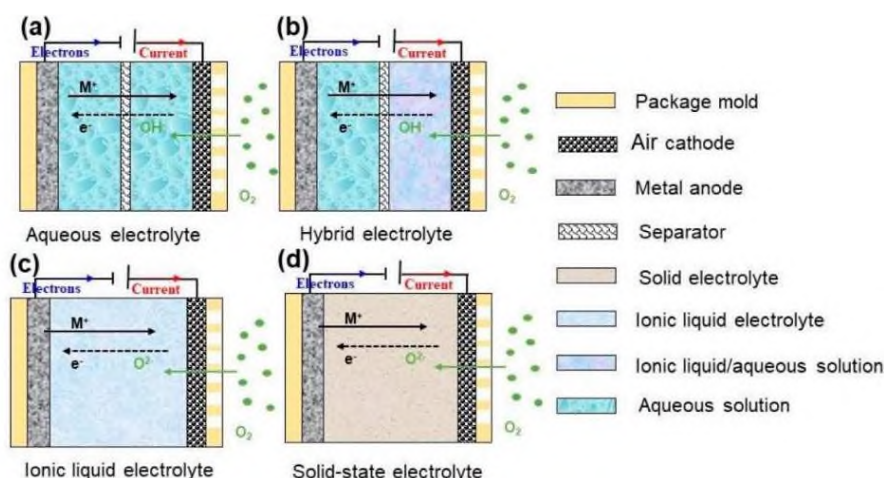 (a)
Electrons
Current
M⁺
e⁻
OH
O₂
Aqueous electrolyte
(b)
Electrons
Current
M⁺
e⁻
OH
O₂
Hybrid electrolyte
(c)
Electrons
Current
M⁺
e⁻
O²⁻
O₂
Ionic liquid electrolyte
(d)
Electrons
Current
M⁺
e⁻
O²⁻
O₂
Solid-state electrolyte
Package mold
Air cathode
Metal anode
Separator
Solid electrolyte
Ionic liquid electrolyte
Ionic liquid/aqueous solution
Aqueous solution